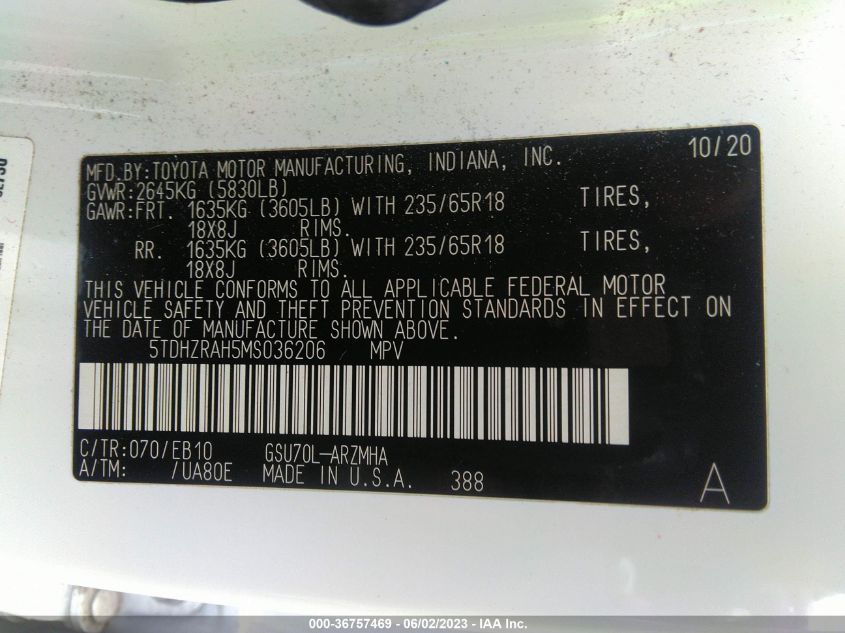 MFD.BY:TOYOTA MOTOR MANUFACTURING, INDIANA, INC. 10/20
GVWR:2645KG (5830LB)
GAWR:FRT. 1635KG (3605LB) WITH 235/65R18 TIRES,
18X8J RIMS.
RR. 1635KG (3605LB) WITH 235/65R18 TIRES,
18X8J RIMS.
THIS VEHICLE CONFORMS TO ALL APPLICABLE FEDERAL MOTOR
VEHICLE SAFETY AND THEFT PREVENTION STANDARDS IN EFFECT ON
THE DATE OF MANUFACTURE SHOWN ABOVE.
5TDHZRAH5MS036206 MPV
C/TR:070/EB10 GSU70L-ARZMHA
A/TM: /UA80E MADE IN U.S.A. 388 A
000-36757469 - 06/02/2023 - IAA Inc.